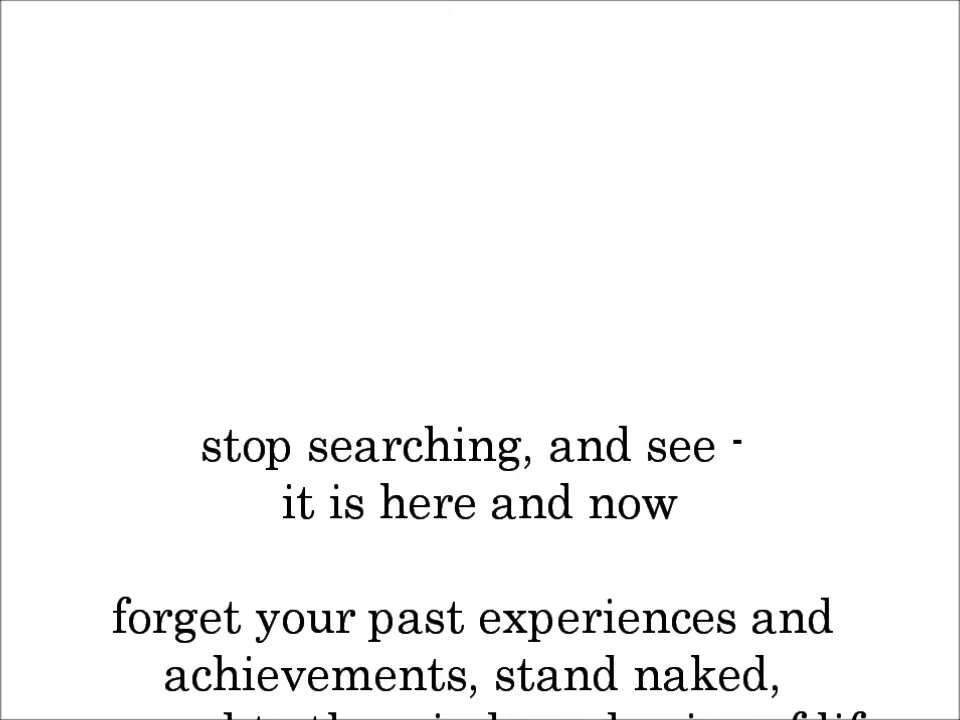 stop searching, and see -
it is here and now
forget your past experiences and
achievements, stand naked,